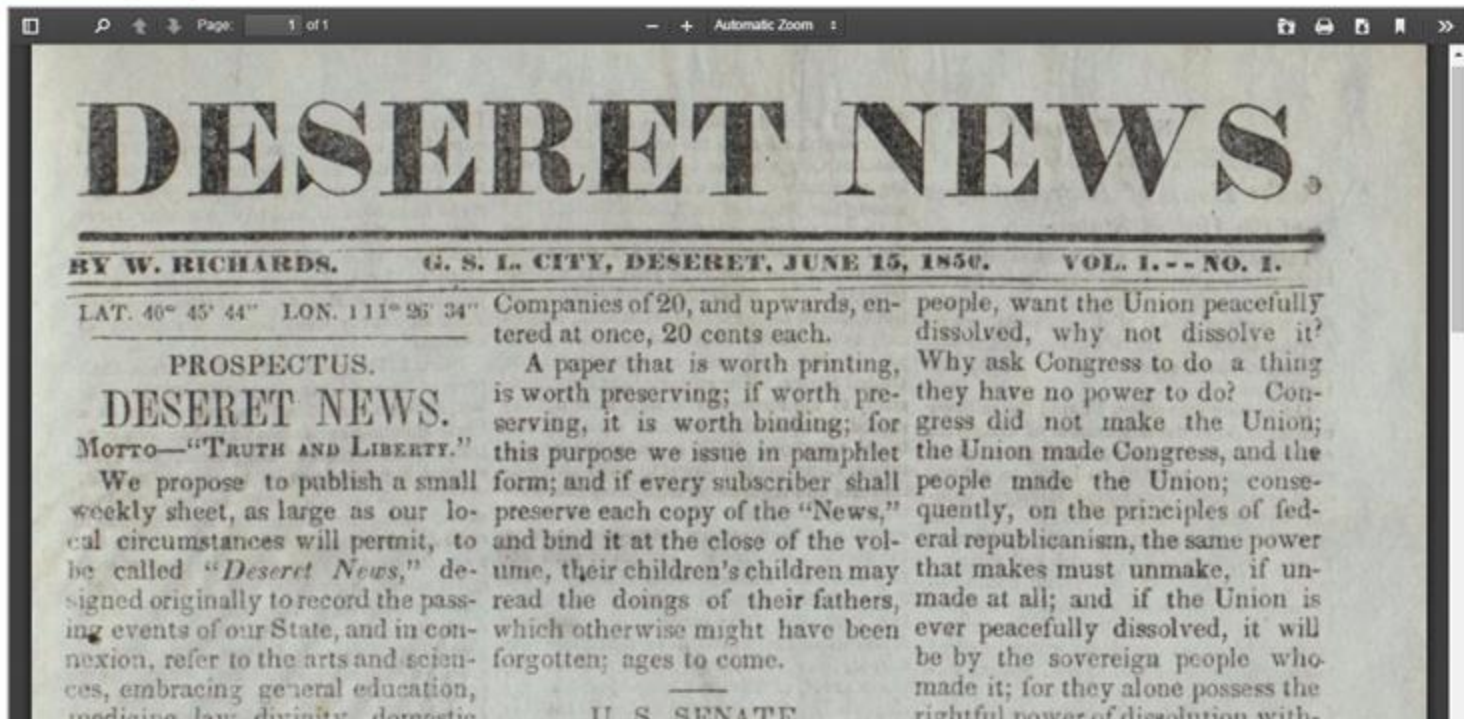 Page: 1 of 1
Automatic Zoom
DESERET NEWS.
BY W. RICHARDS. G. S. L. CITY, DESERET, JUNE 15, 1850. VOL. 1.--NO. 1.
LAT. 40° 45' 44" LON. 111° 26' 34"
PROSPECTUS.
DESERET NEWS.
MOTTO—"TRUTH AND LIBERTY."
We propose to publish a small
weekly sheet, as large as our lo-
cal circumstances will permit, to
be called "Deseret News," de-
signed originally to record the pass-
ing events of our State, and in con-
nexion, refer to the arts and scien-
ces, embracing general education,
medicine, law, divinity, domestic
Companies of 20, and upwards, en-
tered at once, 20 cents each.
A paper that is worth printing,
is worth preserving; if worth pre-
serving, it is worth binding; for
this purpose we issue in pamphlet
form; and if every subscriber shall
preserve each copy of the "News,"
and bind it at the close of the vol-
ume, their children's children may
read the doings of their fathers,
which otherwise might have been
forgotten; ages to come.
U. S. SENATE
people, want the Union peacefully
dissolved, why not dissolve it?
Why ask Congress to do a thing
they have no power to do? Con-
gress did not make the Union;
the Union made Congress, and the
people made the Union; conse-
quently, on the principles of fed-
eral republicanism, the same power
that makes must unmake, if un-
made at all; and if the Union is
ever peacefully dissolved, it will
be by the sovereign people who
made it; for they alone possess the
rightful power of dissolution with-